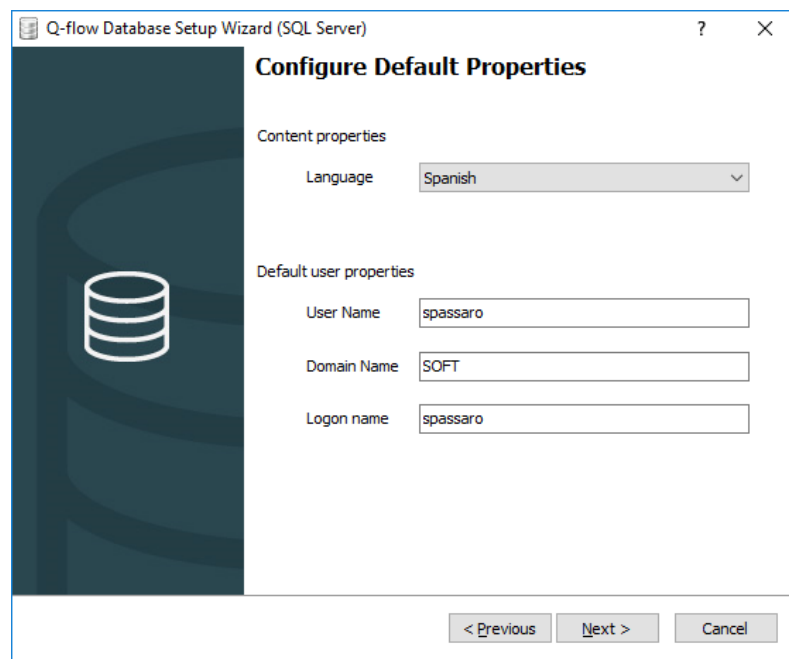 Q-flow Database Setup Wizard (SQL Server) ?
Configure Default Properties
Content properties
Language Spanish
Default user properties
User Name spassaro
Domain Name SOFT
Logon name spassaro
< Previous Next > Cancel